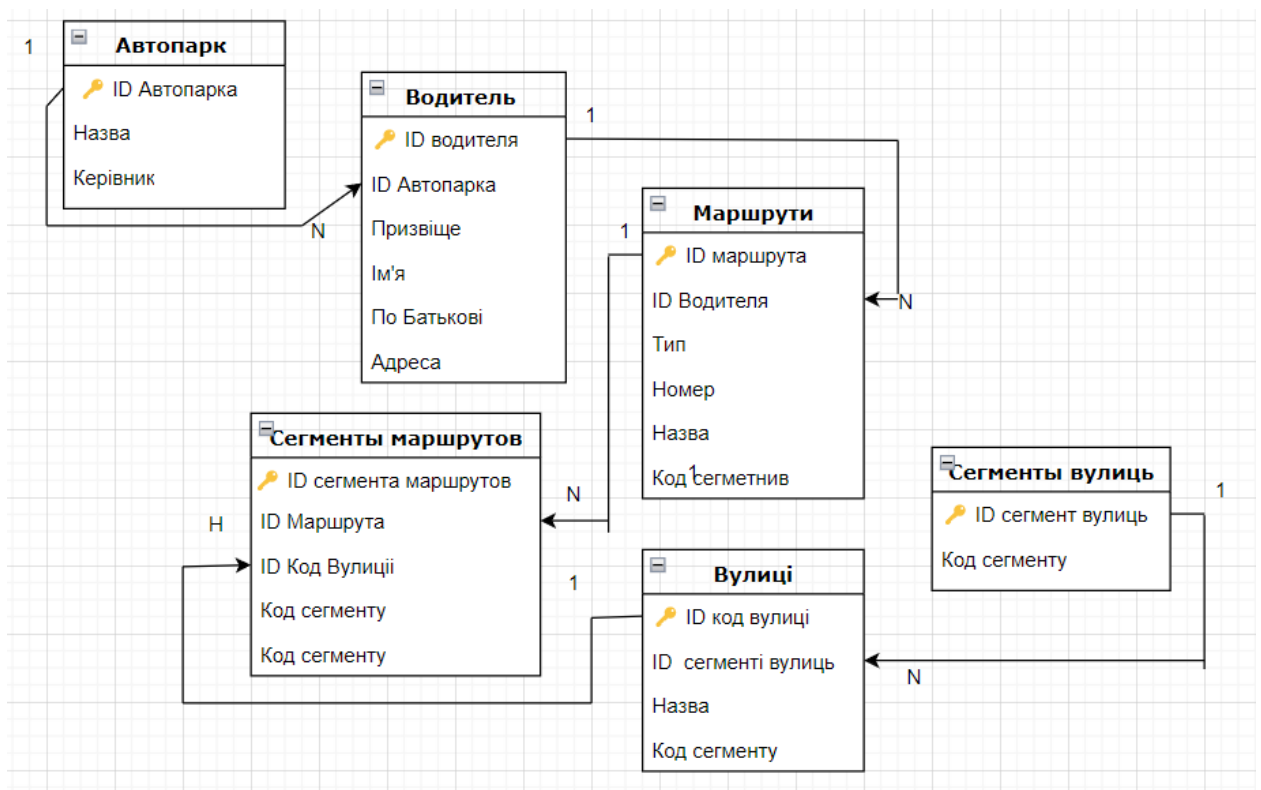 1
Автопарк
ID Автопарка
Назва
Керівник
N
Водитель
ID водителя
ID Автопарка
Призвіще
Ім'я
По Батькові
Адреса
1
N
Маршрути
1
ID маршрута
ID Водителя
Тип
Номер
Назва
Код сегметнив
1
Сегменты маршрутов
ID сегмента маршрутов
ID Маршрута
ID Код Вулиціі
Код сегменту
Код сегменту
N
Н
1
Вулиці
ID код вулиці
ID сегменті вулиць
Назва
Код сегменту
N
Сегменты вулиць
ID сегмент вулиць
Код сегменту
1